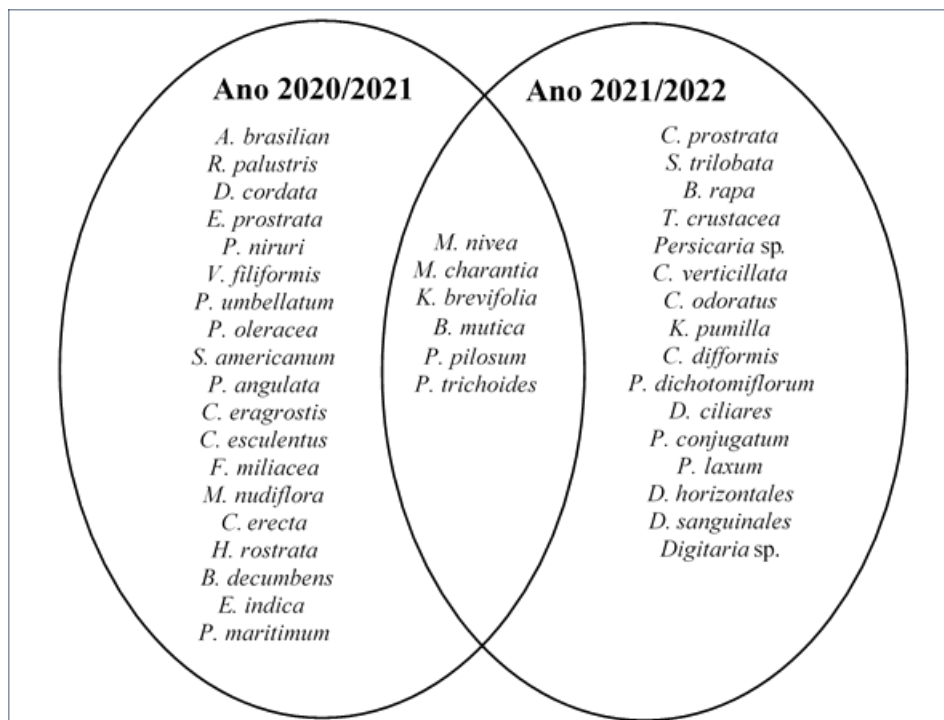 Ano 2020/2021
A. brasilian
R. palustris
D. cordata
E. prostrata
P. niruri
V. filiformis
P. umbellatum
P. oleracea
S. americanum
P. angulata
C. eragrostis
C. esculentus
F. miliacea
M. nudiflora
C. erecta
H. rostrata
B. decumbens
E. indica
P. maritimum
M. nivea
M. charantia
K. brevifolia
B. mutica
P. pilosum
P. trichoides
Ano 2021/2022
C. prostrata
S. trilobata
B. rapa
T. crustacea
Persicaria sp.
C. verticillata
C. odoratus
K. pumilla
C. difformis
P. dichotomiflorum
D. ciliares
P. conjugatum
P. laxum
D. horizontales
D. sanguinales
Digitaria sp.